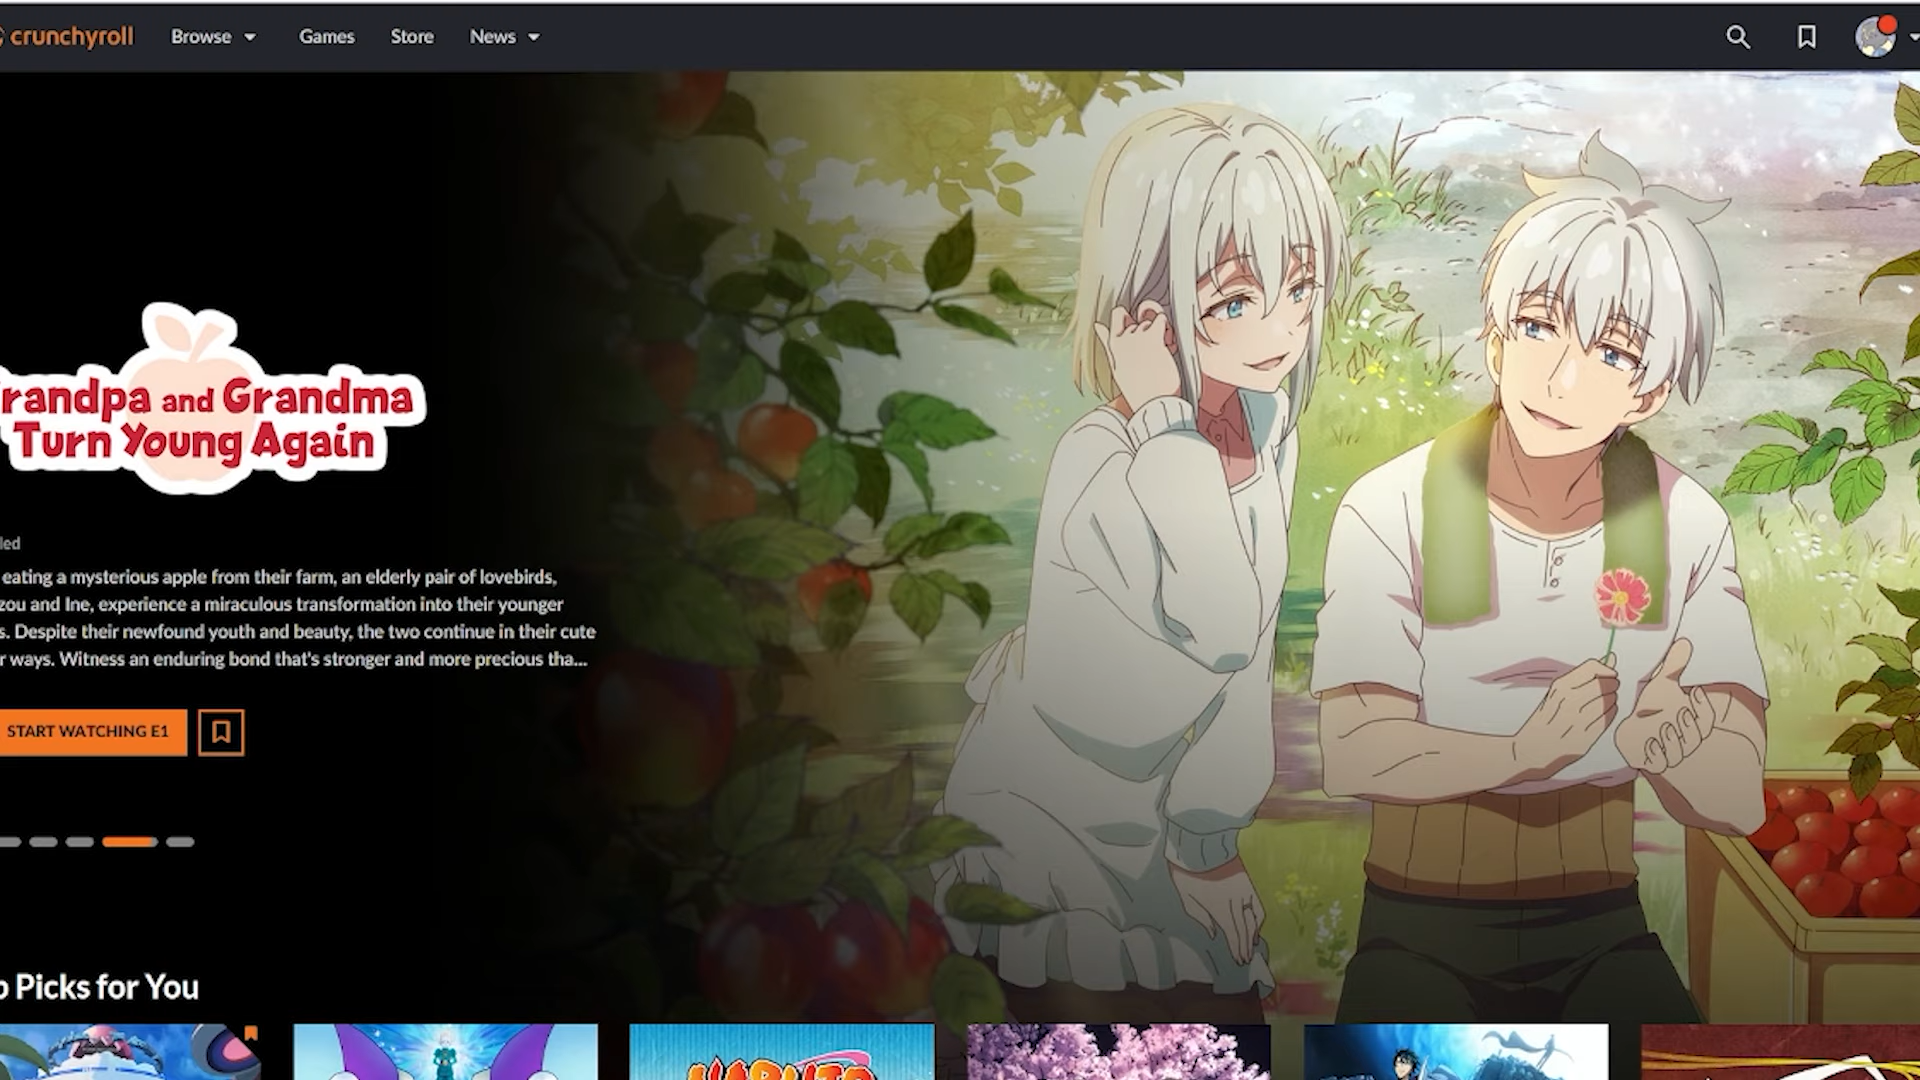 crunchyroll Browse Games Store News
randpa and Grandma
Turn Young Again
led
eating a mysterious apple from their farm, an elderly pair of lovebirds,
zou and Ine, experience a miraculous transformation into their younger
s. Despite their newfound youth and beauty, the two continue in their cute
r ways. Witness an enduring bond that's stronger and more precious tha...
START WATCHING E1
Picks for You
NARUTO